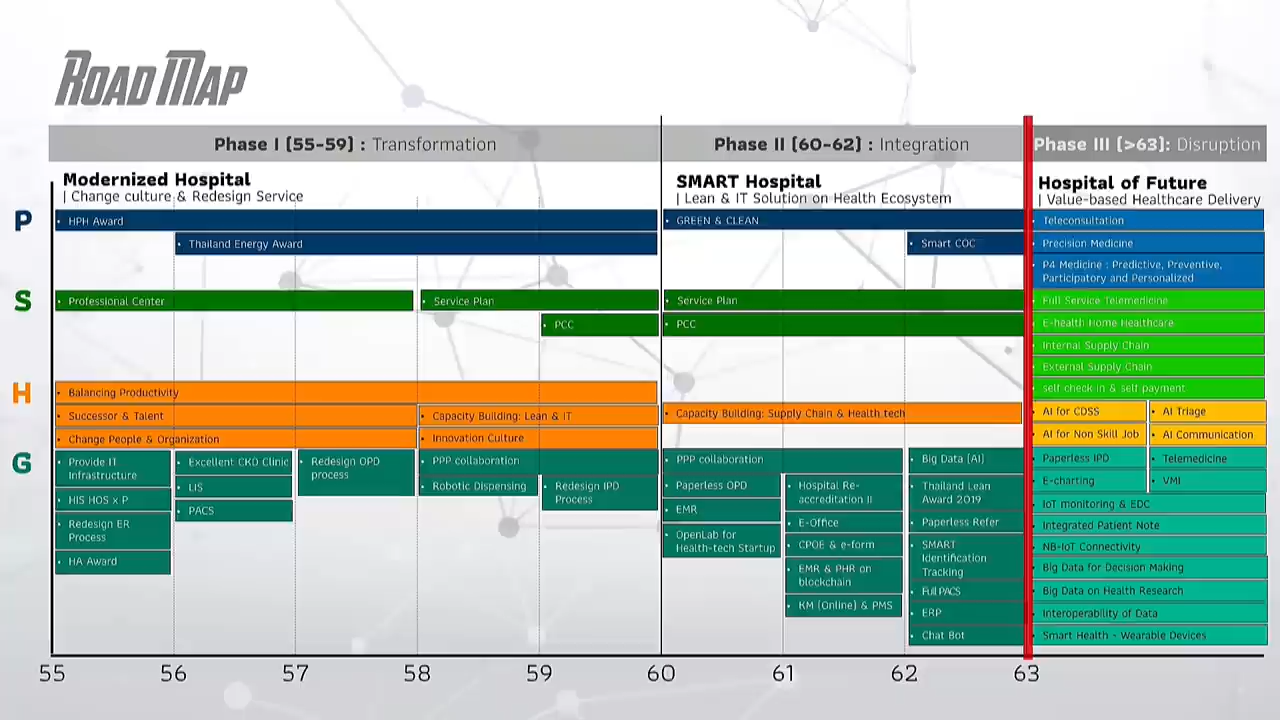 ROAD MAP
Phase I [55-59] : Transformation
Phase II [60-62] : Integration
Phase III [>63]: Disruption
Modernized Hospital
| Change culture & Redesign Service
SMART Hospital
| Lean & IT Solution on Health Ecosystem
Hospital of Future
| Value-based Healthcare Delivery
P
• HPH Award
• GREEN & CLEAN
• Teleconsultation
• Thailand Energy Award
• Smart COC
• Precision Medicine
• P4 Medicine : Predictive, Preventive,
Participatory and Personalized
S
• Professional Center
• Service Plan
• Service Plan
• Full Service Telemedicine
• PCC
• PCC
• E-health Home Healthcare
• Internal Supply Chain
• External Supply Chain
• self check in & self payment
H
• Balancing Productivity
• Successor & Talent
• Capacity Building: Lean & IT
• Capacity Building: Supply Chain & Health tech
• AI for CDSS
• AI Triage
• Change People & Organization
• Innovation Culture
• AI for Non Skill Job
• AI Communication
G
• Provide IT
Infrastructure
• HIS HOS x P
• Redesign ER
Process
• HA Award
• Excellent CKD Clinic
• LIS
• PACS
• Redesign OPD
process
• PPP collaboration
• Robotic Dispensing
• Redesign IPD
Process
• PPP collaboration
• Paperless OPD
• EMR
• OpenLab for
Health-tech Startup
• Hospital Re-
accreditation II
• E-Office
• CPOE & e-form
• EMR & PHR on
blockchain
• KM (Online) & PMS
• Big Data [AI]
• Thailand Lean
Award 2019
• Paperless Refer
• SMART
Identification
Tracking
• Full PACS
• ERP
• Chat Bot
• Paperless IPD
• Telemedicine
• E-charting
• VMI
• IoT monitoring & EDC
• Integrated Patient Note
• NB-IoT Connectivity
• Big Data for Decision Making
• Big Data on Health Research
• Interoperability of Data
• Smart Health - Wearable Devices
55 56 57 58 59 60 61 62 63